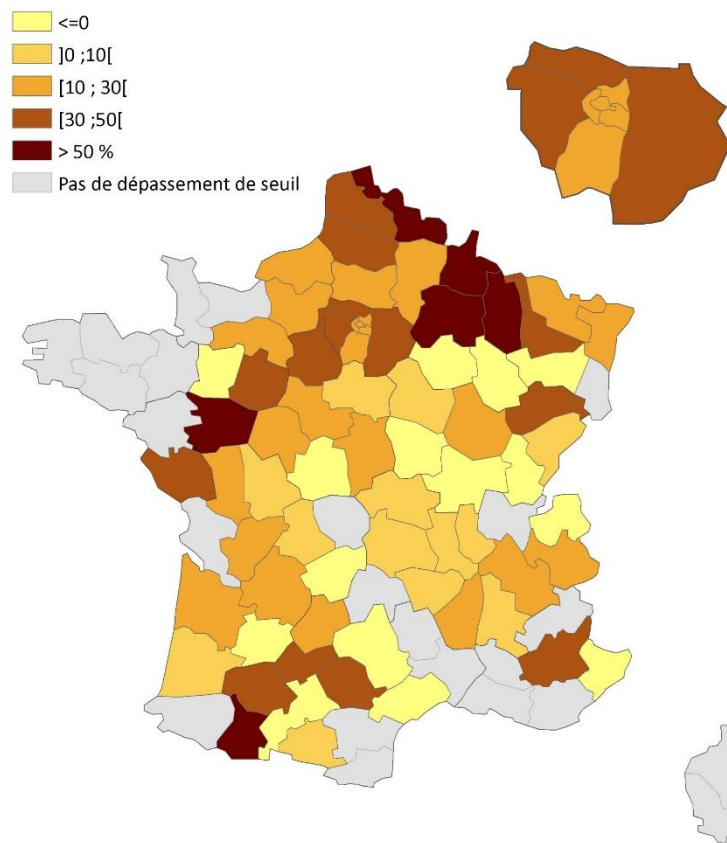 <=0
]0 ;10[
[10 ; 30[
[30 ;50[
> 50 %
Pas de dépassement de seuil